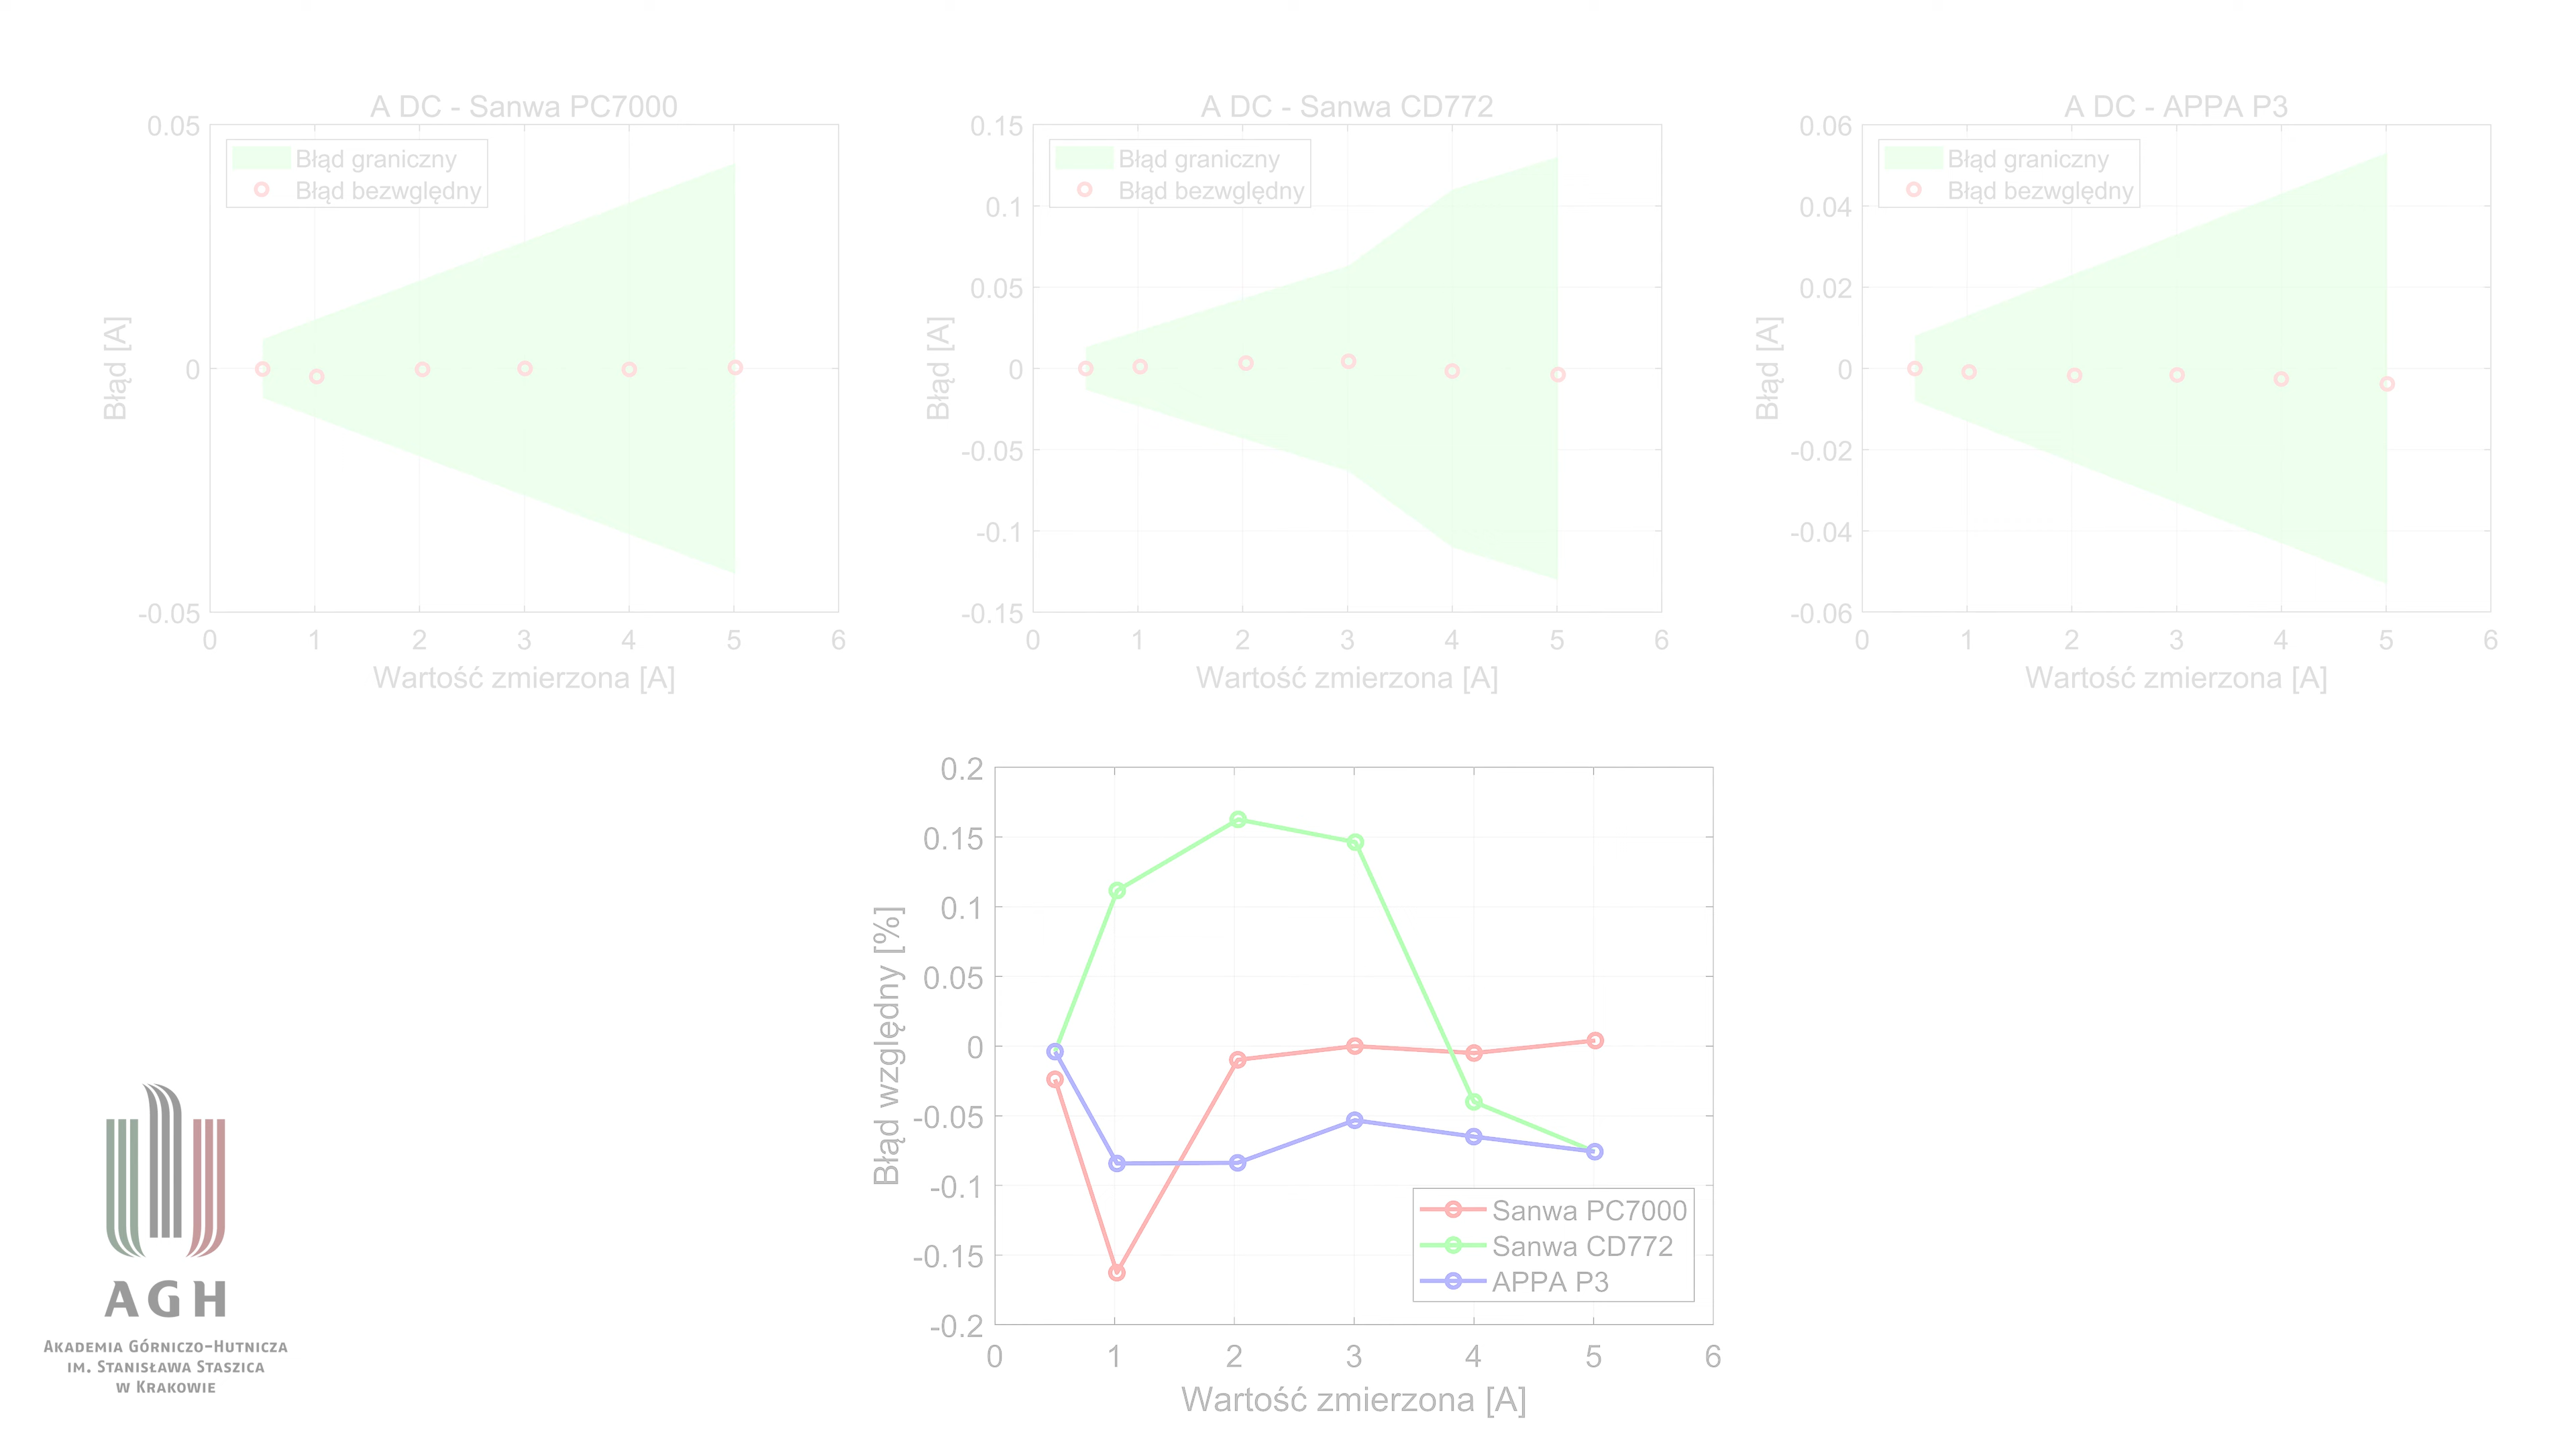 A DC - Sanwa PC7000
0.05
0
-0.05
Błąd [A]
Błąd graniczny
Błąd bezwględny
0 1 2 3 4 5 6
Wartość zmierzona [A]
A DC - Sanwa CD772
0.15
0.1
0.05
0
-0.05
-0.1
-0.15
Błąd [A]
Błąd graniczny
Błąd bezwględny
0 1 2 3 4 5 6
Wartość zmierzona [A]
A DC - APPA P3
0.06
0.04
0.02
0
-0.02
-0.04
-0.06
Błąd [A]
Błąd graniczny
Błąd bezwględny
0 1 2 3 4 5 6
Wartość zmierzona [A]
0.2
0.15
0.1
0.05
0
-0.05
-0.1
-0.15
-0.2
Błąd względny [%]
Sanwa PC7000
Sanwa CD772
APPA P3
0 1 2 3 4 5 6
Wartość zmierzona [A]
AGH
AKADEMIA GÓRNICZO-HUTNICZA
IM. STANISŁAWA STASZICA
W KRAKOWIE